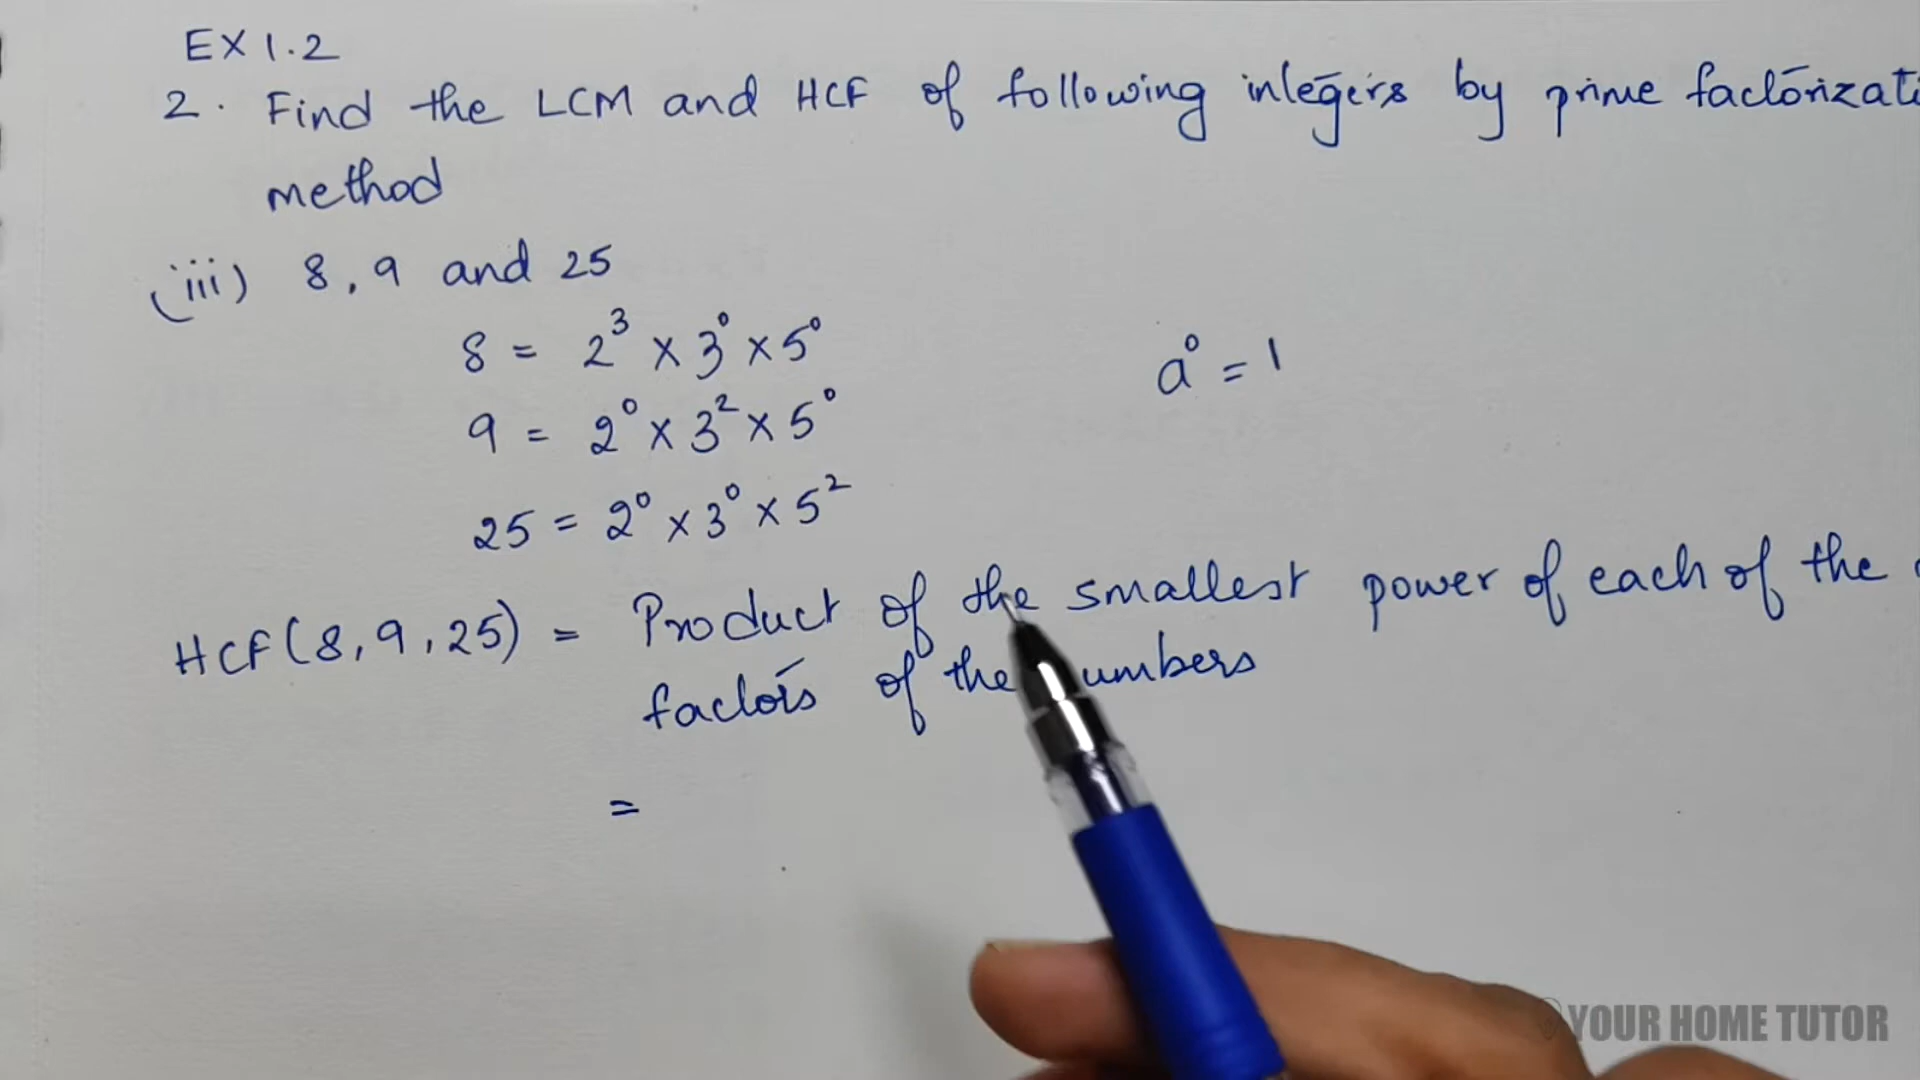 EX 1.2
2. Find the LCM and HCF of following integers by prime factorizati
method
(iii) 8, 9 and 25
8 = 2³ × 3⁰ × 5⁰
a⁰ = 1
9 = 2⁰ × 3² × 5⁰
25 = 2⁰ × 3⁰ × 5²
HCF(8, 9, 25) = Product of the smallest power of each of the
factors of the numbers
=
YOUR HOME TUTOR